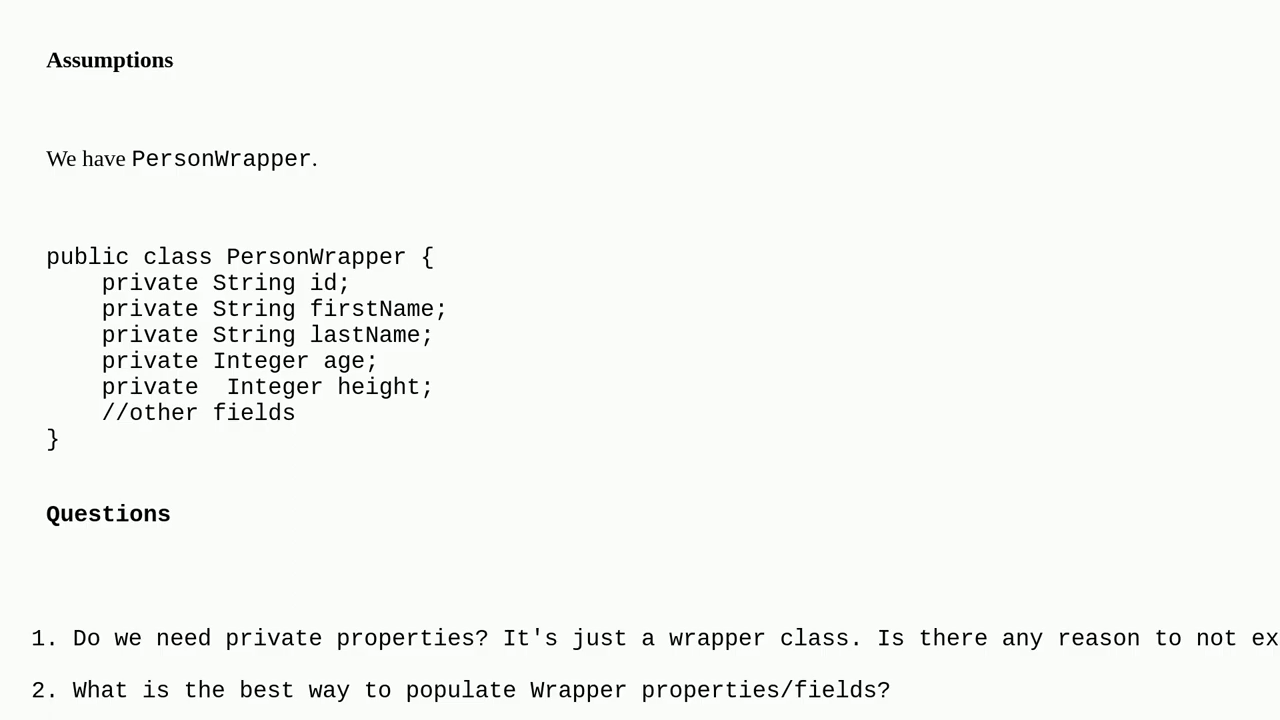 Assumptions
We have PersonWrapper.
public class PersonWrapper {
    private String id;
    private String firstName;
    private String lastName;
    private Integer age;
    private  Integer height;
    //other fields
}
Questions
1. Do we need private properties? It's just a wrapper class. Is there any reason to not ex
2. What is the best way to populate Wrapper properties/fields?